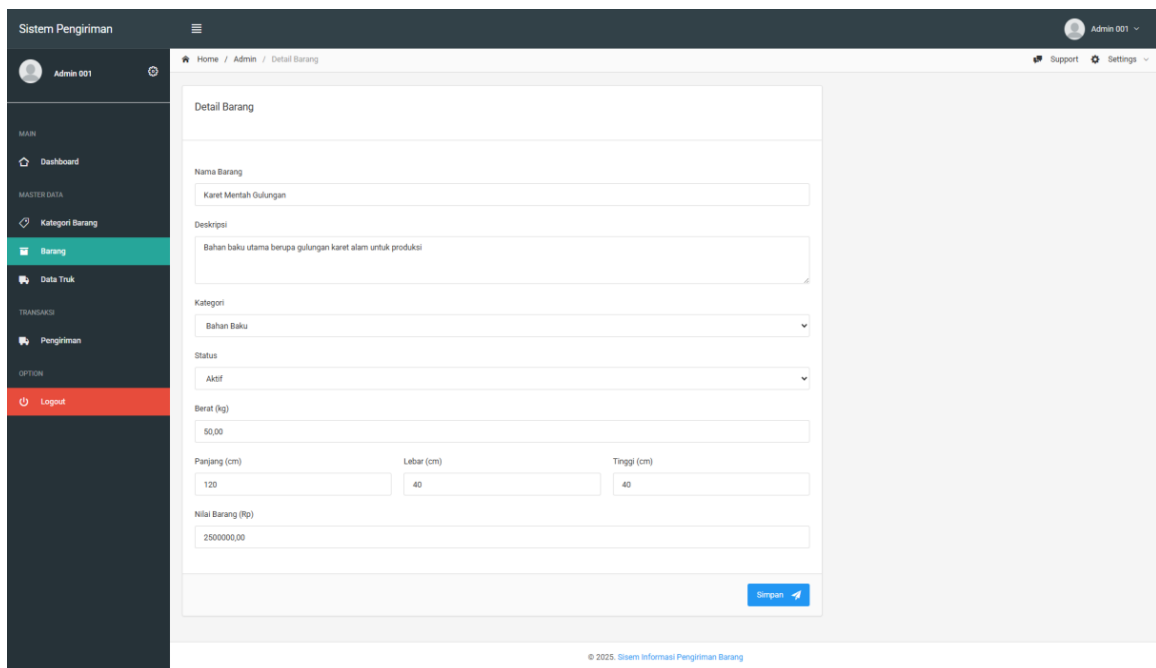 Sistem Pengiriman
Admin 001
Admin 001
Home / Admin / Detail Barang
Support Settings
MAIN
Dashboard
MASTER DATA
Kategori Barang
Barang
Data Truk
TRANSAKSI
Pengiriman
OPTION
Logout
Detail Barang
Nama Barang
Karet Mentah Gulungan
Deskripsi
Bahan baku utama berupa gulungan karet alam untuk produksi
Kategori
Bahan Baku
Status
Aktif
Berat (kg)
50,00
Panjang (cm) Lebar (cm) Tinggi (cm)
120 40 40
Nilai Barang (Rp)
2500000,00
Simpan
© 2025. Sisem Informasi Pengiriman Barang